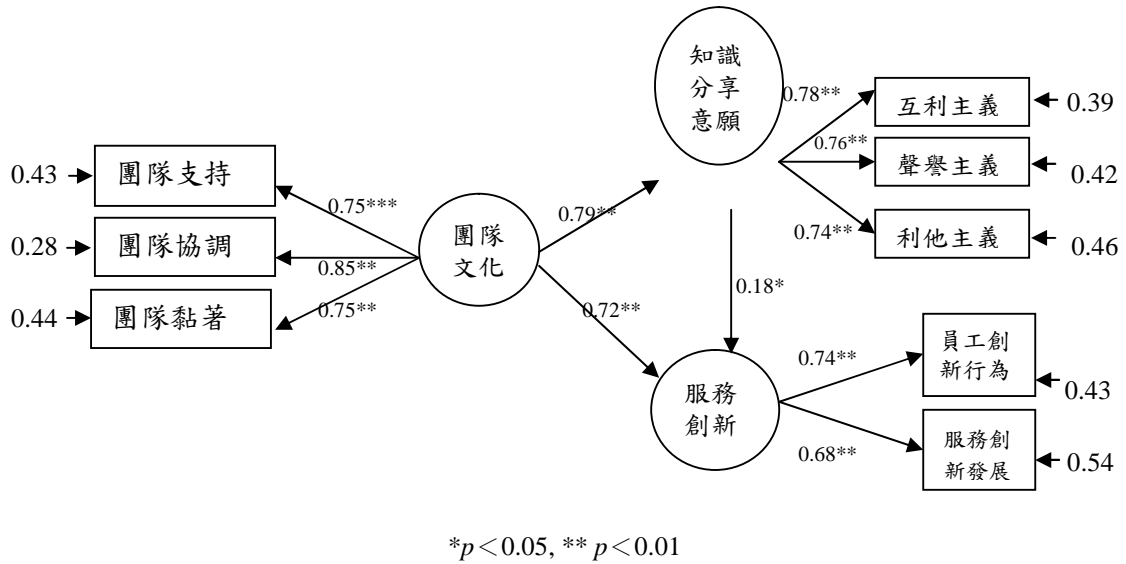 知識
分享
意願
0.78**
互利主義
0.39
0.76**
聲譽主義
0.42
0.74**
利他主義
0.46
0.43
團隊支持
0.75***
0.28
團隊協調
0.85**
0.44
團隊黏著
0.75**
團隊
文化
0.79**
0.72**
0.18*
服務
創新
0.74**
員工創
新行為
0.43
0.68**
服務創
新發展
0.54
*p＜0.05, ** p＜0.01